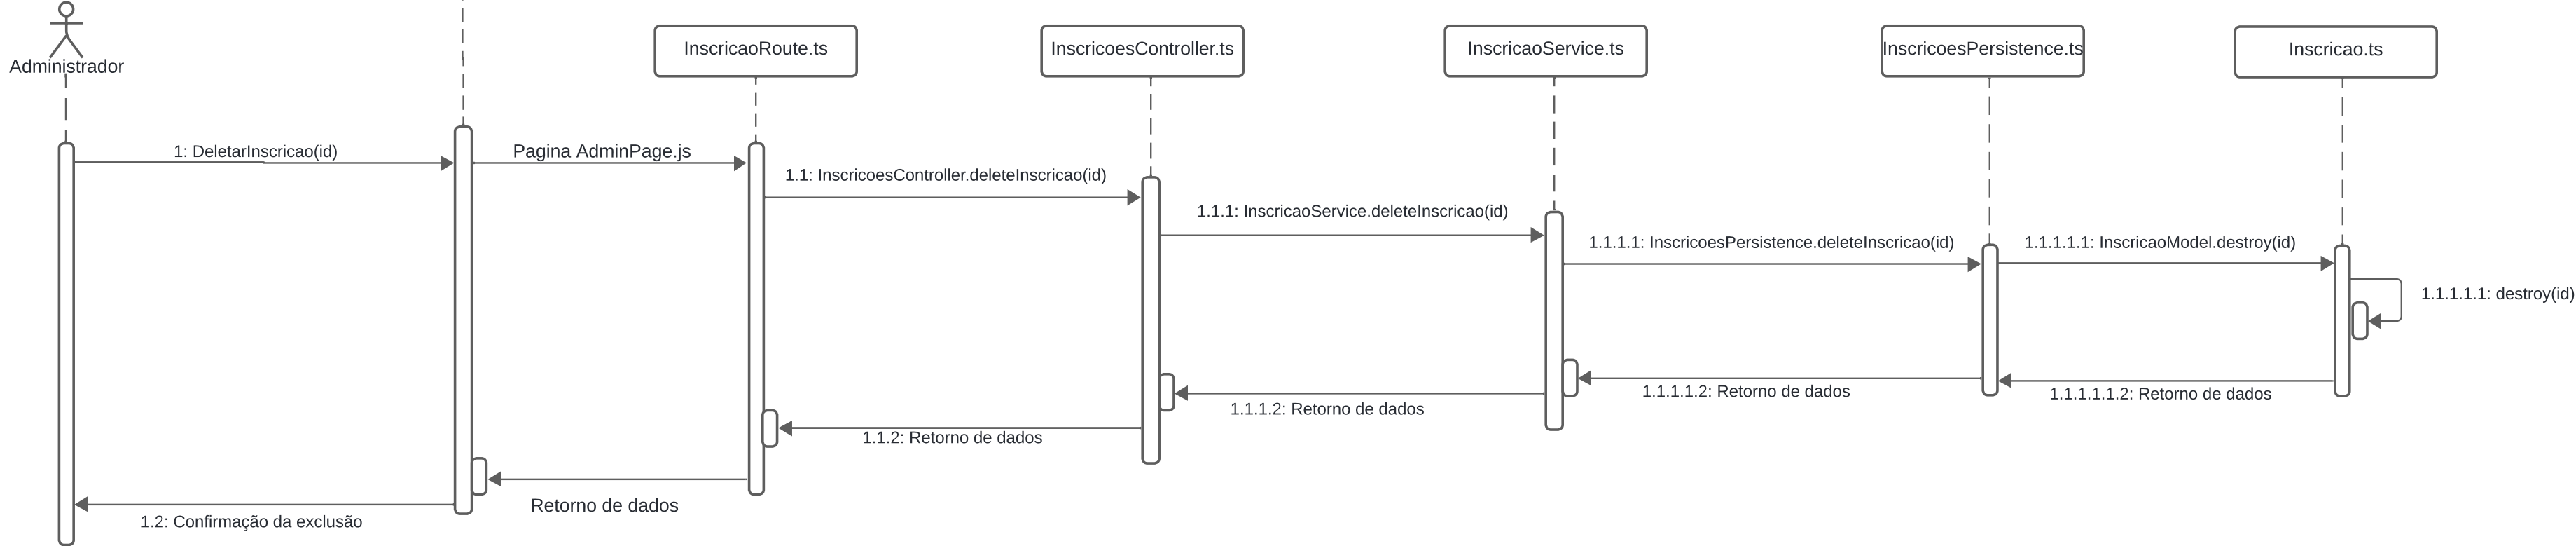 Administrador
InscricaoRoute.ts
InscricoesController.ts
InscricaoService.ts
InscricoesPersistence.ts
Inscricao.ts
1: DeletarInscricao(id)
Pagina AdminPage.js
1.1: InscricoesController.deleteInscricao(id)
1.1.1: InscricaoService.deleteInscricao(id)
1.1.1.1: InscricoesPersistence.deleteInscricao(id)
1.1.1.1.1: InscricaoModel.destroy(id)
1.1.1.1.1.1: destroy(id)
1.1.1.1.1.2: Retorno de dados
1.1.1.1.2: Retorno de dados
1.1.1.2: Retorno de dados
1.1.2: Retorno de dados
Retorno de dados
1.2: Confirmação da exclusão